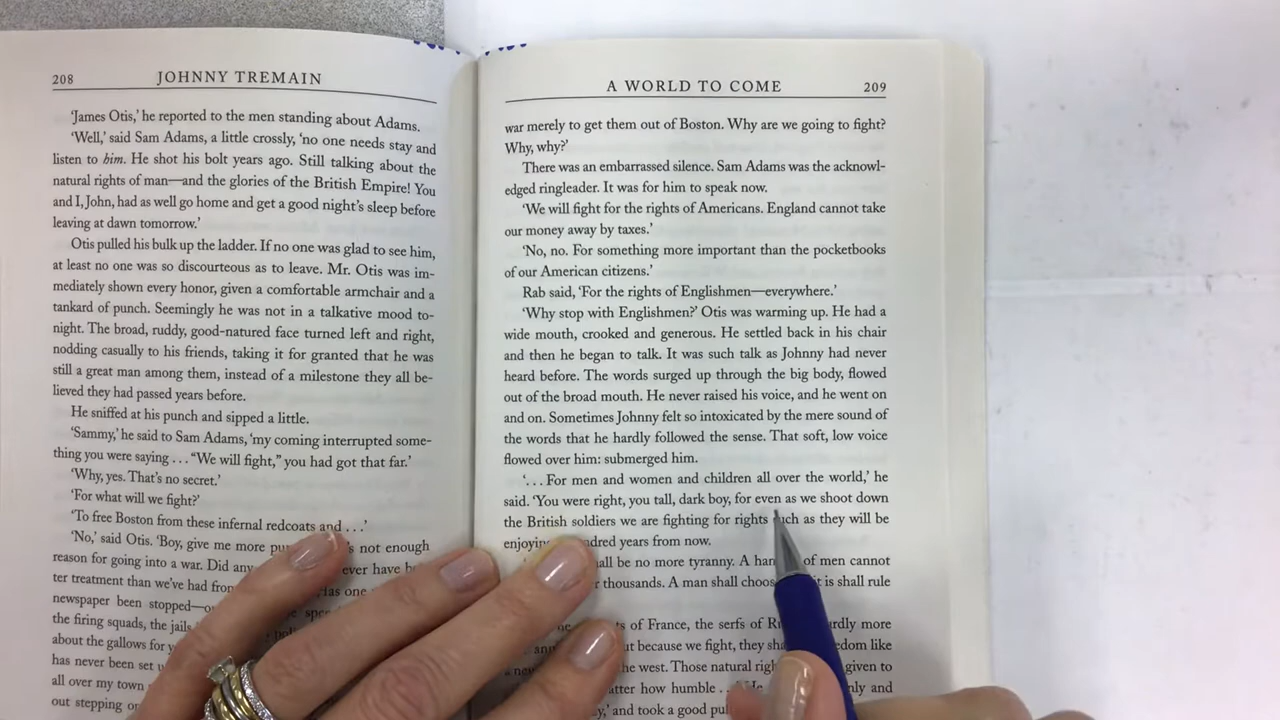 208 JOHNNY TREMAIN
‘James Otis,’ he reported to the men standing about Adams.
‘Well,’ said Sam Adams, a little crossly, ‘no one needs stay and
listen to him. He shot his bolt years ago. Still talking about the
natural rights of man—and the glories of the British Empire! You
and I, John, had as well go home and get a good night’s sleep before
leaving at dawn tomorrow.’
Otis pulled his bulk up the ladder. If no one was glad to see him,
at least no one was so discourteous as to leave. Mr. Otis was im-
mediately shown every honor, given a comfortable armchair and a
tankard of punch. Seemingly he was not in a talkative mood to-
night. The broad, ruddy, good-natured face turned left and right,
nodding casually to his friends, taking it for granted that he was
still a great man among them, instead of a milestone they all be-
lieved they had passed years before.
He sniffed at his punch and sipped a little.
‘Sammy,’ he said to Sam Adams, ‘my coming interrupted some-
thing you were saying . . . “We will fight,” you had got that far.’
‘Why, yes. That’s no secret.’
‘For what will we fight?’
‘To free Boston from these infernal redcoats and . . .’
‘No,’ said Otis. ‘Boy, give me more not enough
reason for going into a war. Did any ever have
ter treatment than we’ve had from Has one
newspaper been stopped—
the firing squads, the jails
about the gallows for
has never been set
all over my town
out stepping
A WORLD TO COME 209
war merely to get them out of Boston. Why are we going to fight?
Why, why?’
There was an embarrassed silence. Sam Adams was the acknowl-
edged ringleader. It was for him to speak now.
‘We will fight for the rights of Americans. England cannot take
our money away by taxes.’
‘No, no. For something more important than the pocketbooks
of our American citizens.’
Rab said, ‘For the rights of Englishmen—everywhere.’
‘Why stop with Englishmen?’ Otis was warming up. He had a
wide mouth, crooked and generous. He settled back in his chair
and then he began to talk. It was such talk as Johnny had never
heard before. The words surged up through the big body, flowed
out of the broad mouth. He never raised his voice, and he went on
and on. Sometimes Johnny felt so intoxicated by the mere sound of
the words that he hardly followed the sense. That soft, low voice
flowed over him: submerged him.
‘. . . For men and women and children all over the world,’ he
said. ‘You were right, you tall, dark boy, for even as we shoot down
the British soldiers we are fighting for rights such as they will be
enjoying hundred years from now.
shall be no more tyranny. A handful of men cannot
thousands. A man shall choose it is shall rule
of France, the serfs of hardly more
because we fight, they freedom like
the west. Those natural given to
matter how humble . . . and
and took a good